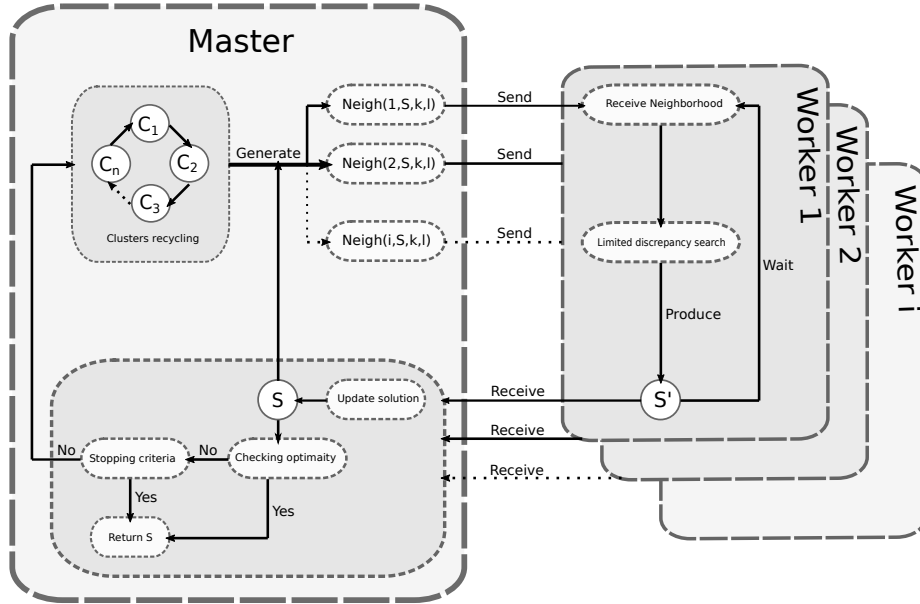 Master
C1
C2
C3
Cn
Clusters recycling
Generate
Neigh(1,S,k,l)
Neigh(2,S,k,l)
Neigh(i,S,k,l)
Send
Send
Send
Receive Neighborhood
Limited discrepancy search
Produce
Wait
S'
Worker 1
Worker 2
Worker i
Receive
Receive
Receive
S
Update solution
Checking optimaity
No
Stopping criteria
No
Yes
Yes
Return S